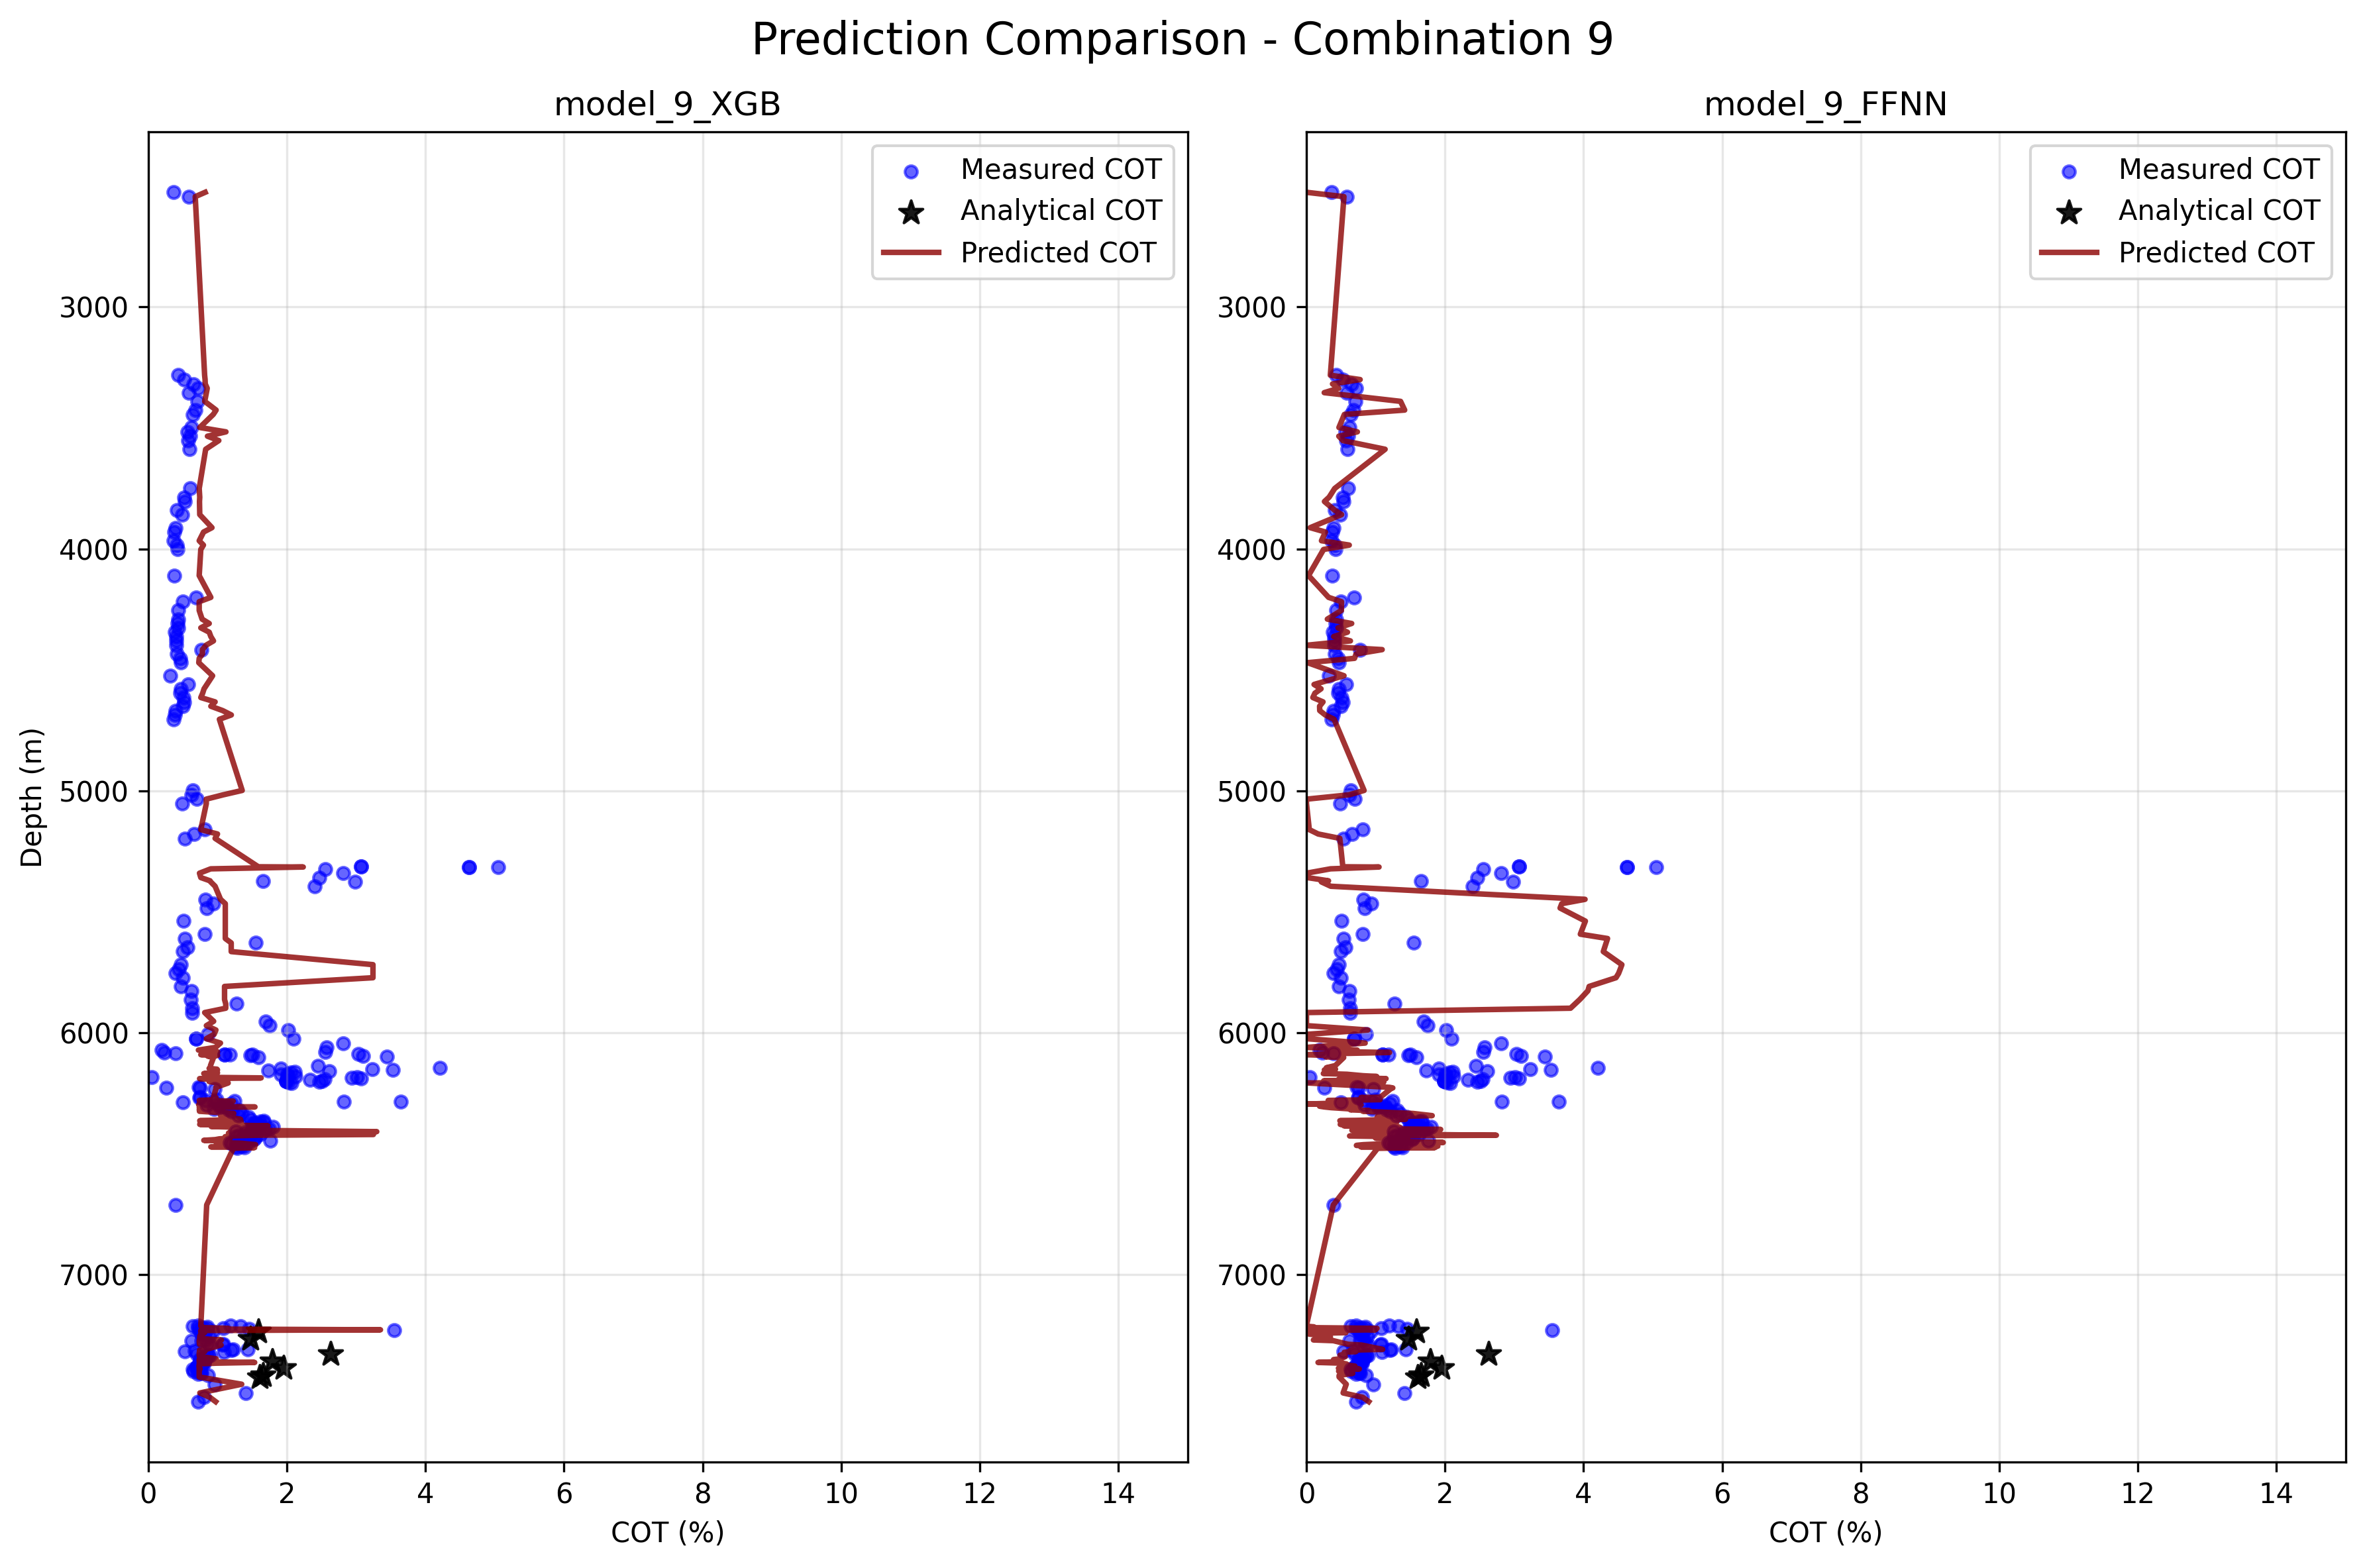 Prediction Comparison - Combination 9
model_9_XGB
Measured COT
Analytical COT
Predicted COT
3000
4000
5000
6000
7000
Depth (m)
0 2 4 6 8 10 12 14
COT (%)
model_9_FFNN
Measured COT
Analytical COT
Predicted COT
3000
4000
5000
6000
7000
0 2 4 6 8 10 12 14
COT (%)